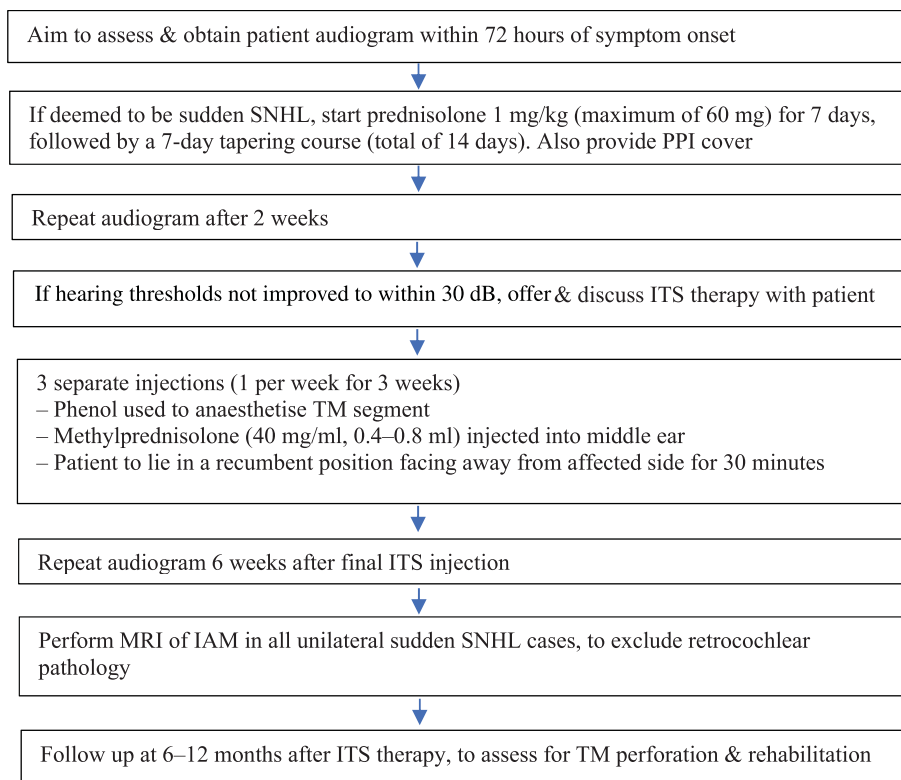 Aim to assess & obtain patient audiogram within 72 hours of symptom onset
If deemed to be sudden SNHL, start prednisolone 1 mg/kg (maximum of 60 mg) for 7 days,
followed by a 7-day tapering course (total of 14 days). Also provide PPI cover
Repeat audiogram after 2 weeks
If hearing thresholds not improved to within 30 dB, offer & discuss ITS therapy with patient
3 separate injections (1 per week for 3 weeks)
– Phenol used to anaesthetise TM segment
– Methylprednisolone (40 mg/ml, 0.4–0.8 ml) injected into middle ear
– Patient to lie in a recumbent position facing away from affected side for 30 minutes
Repeat audiogram 6 weeks after final ITS injection
Perform MRI of IAM in all unilateral sudden SNHL cases, to exclude retrocochlear
pathology
Follow up at 6–12 months after ITS therapy, to assess for TM perforation & rehabilitation